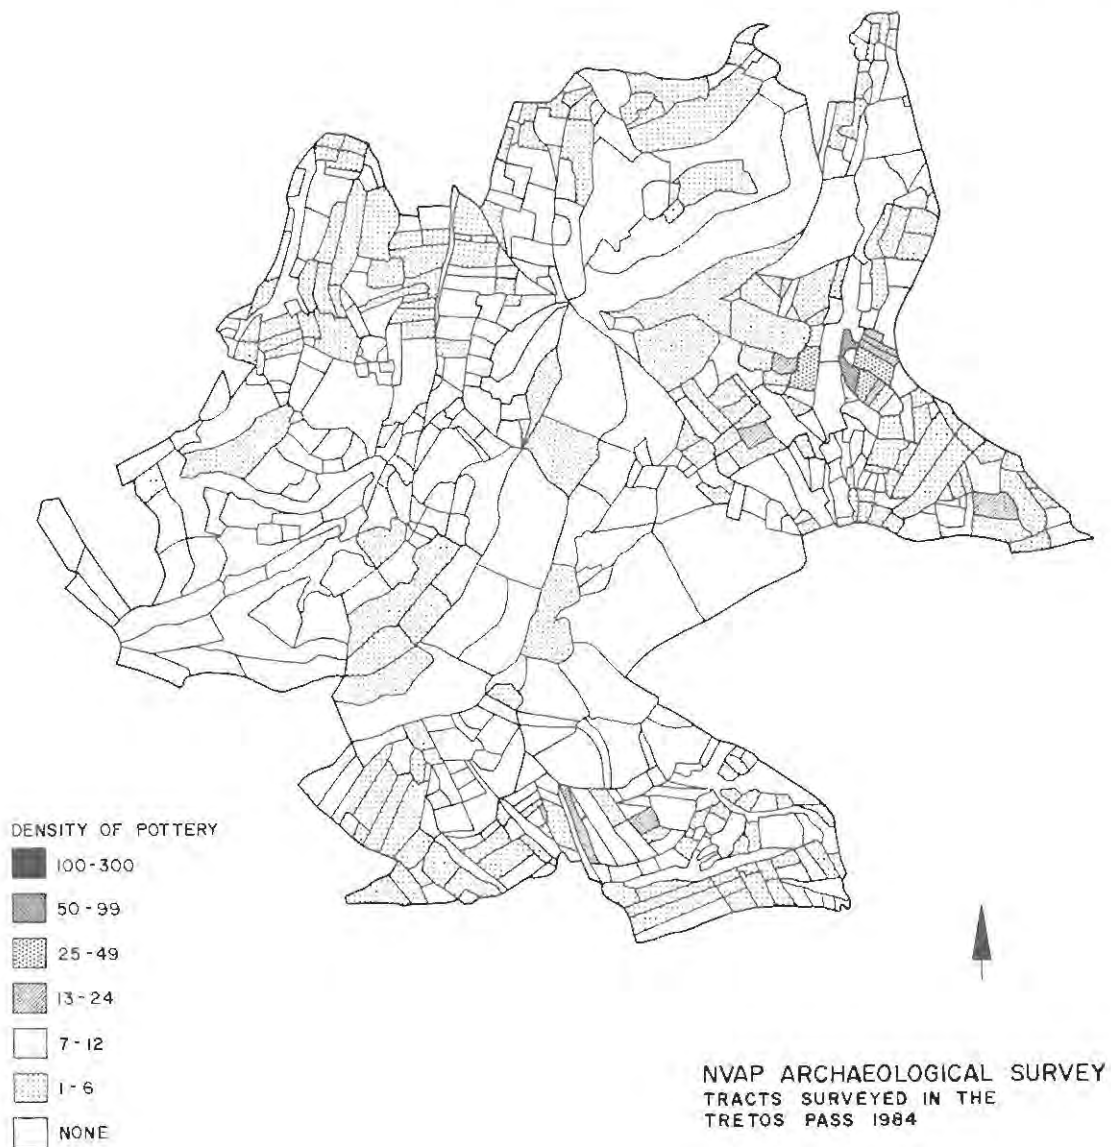 DENSITY OF POTTERY
100-300
50-99
25-49
13-24
7-12
1-6
NONE
NVAP ARCHAEOLOGICAL SURVEY
TRACTS SURVEYED IN THE
TRETOS PASS 1984